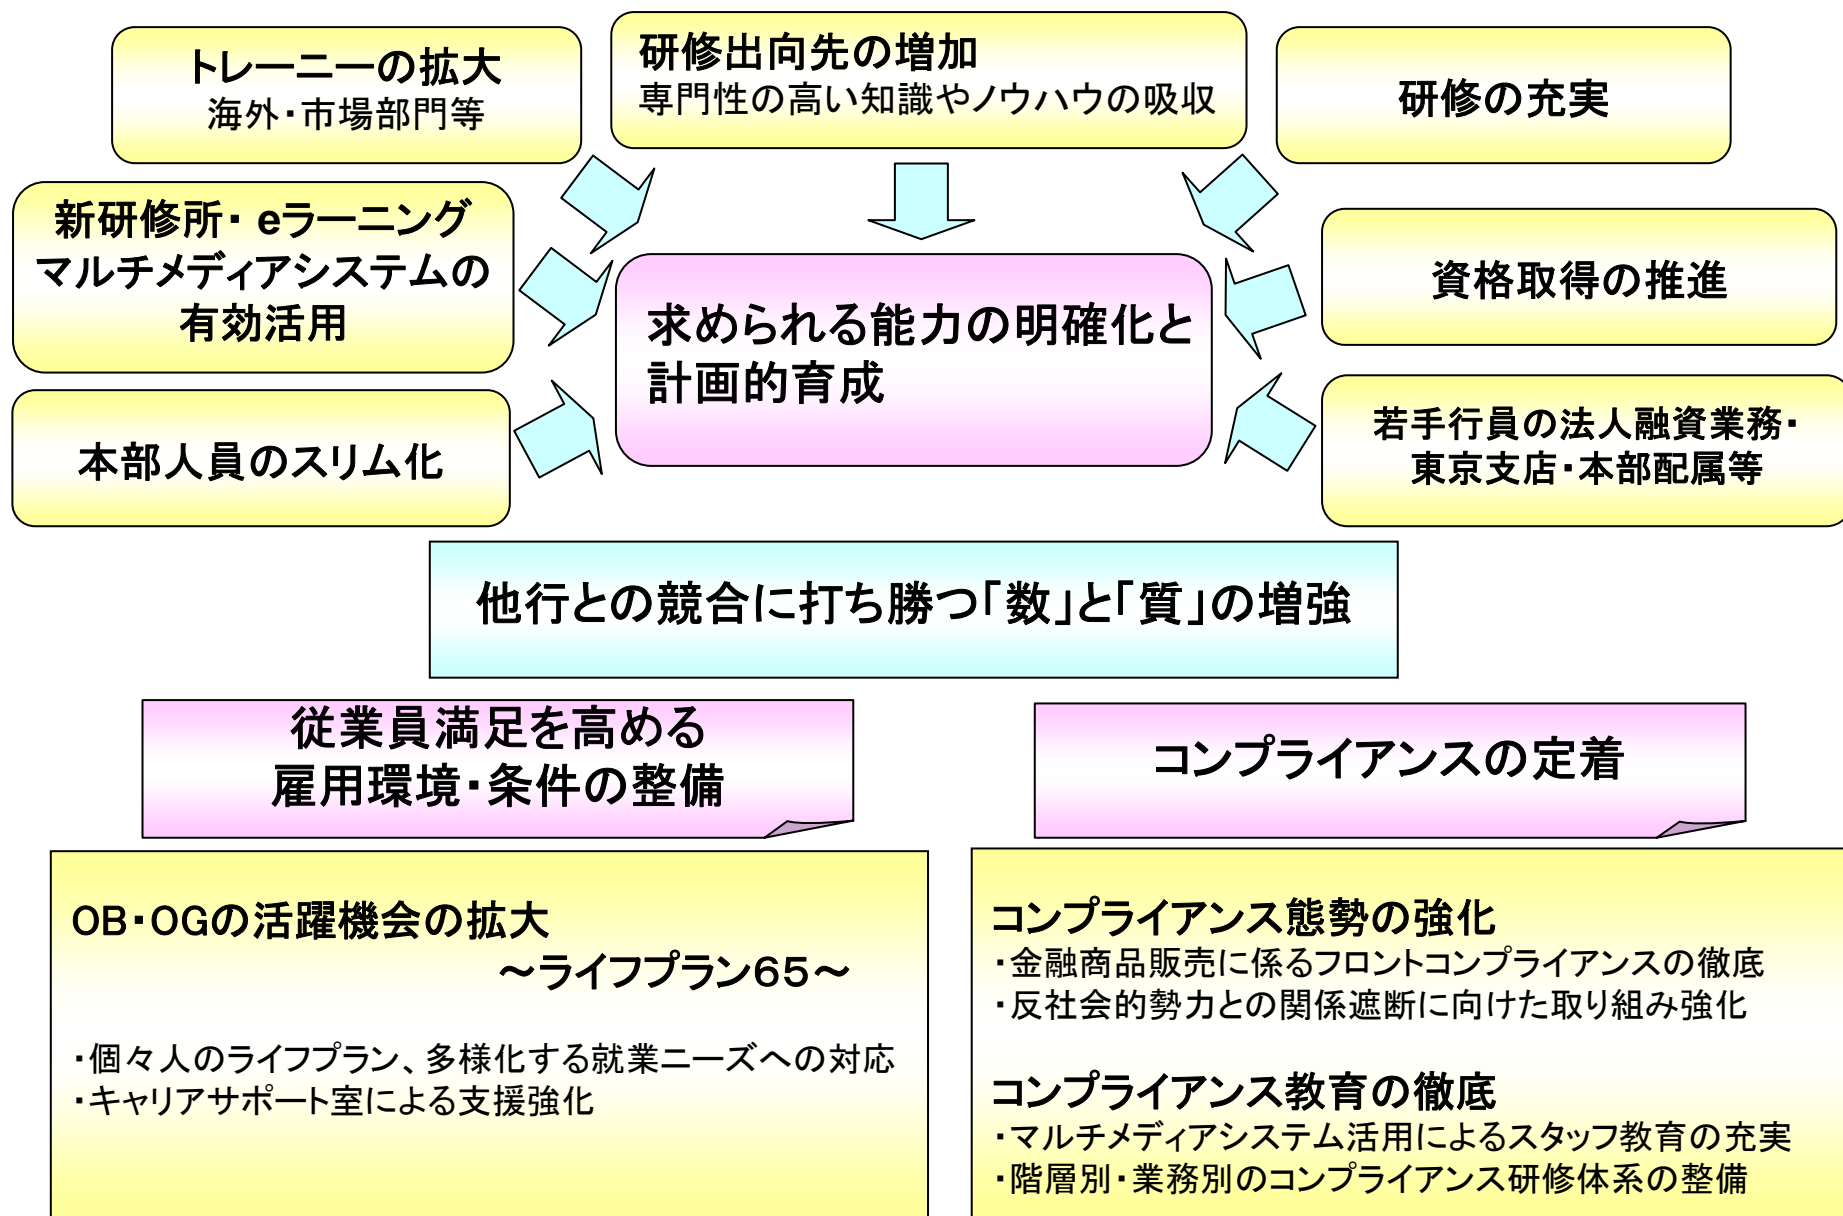 トレーニーの拡大
海外・市場部門等
研修出向先の増加
専門性の高い知識やノウハウの吸収
研修の充実
新研修所・eラーニング
マルチメディアシステムの
有効活用
資格取得の推進
求められる能力の明確化と
計画的育成
本部人員のスリム化
若手行員の法人融資業務・
東京支店・本部配属等
他行との競合に打ち勝つ「数」と「質」の増強
従業員満足を高める
雇用環境・条件の整備
OB・OGの活躍機会の拡大
～ライフプラン65～
・個々人のライフプラン、多様化する就業ニーズへの対応
・キャリアサポート室による支援強化
コンプライアンスの定着
コンプライアンス態勢の強化
・金融商品販売に係るフロントコンプライアンスの徹底
・反社会的勢力との関係遮断に向けた取り組み強化
コンプライアンス教育の徹底
・マルチメディアシステム活用によるスタッフ教育の充実
・階層別・業務別のコンプライアンス研修体系の整備